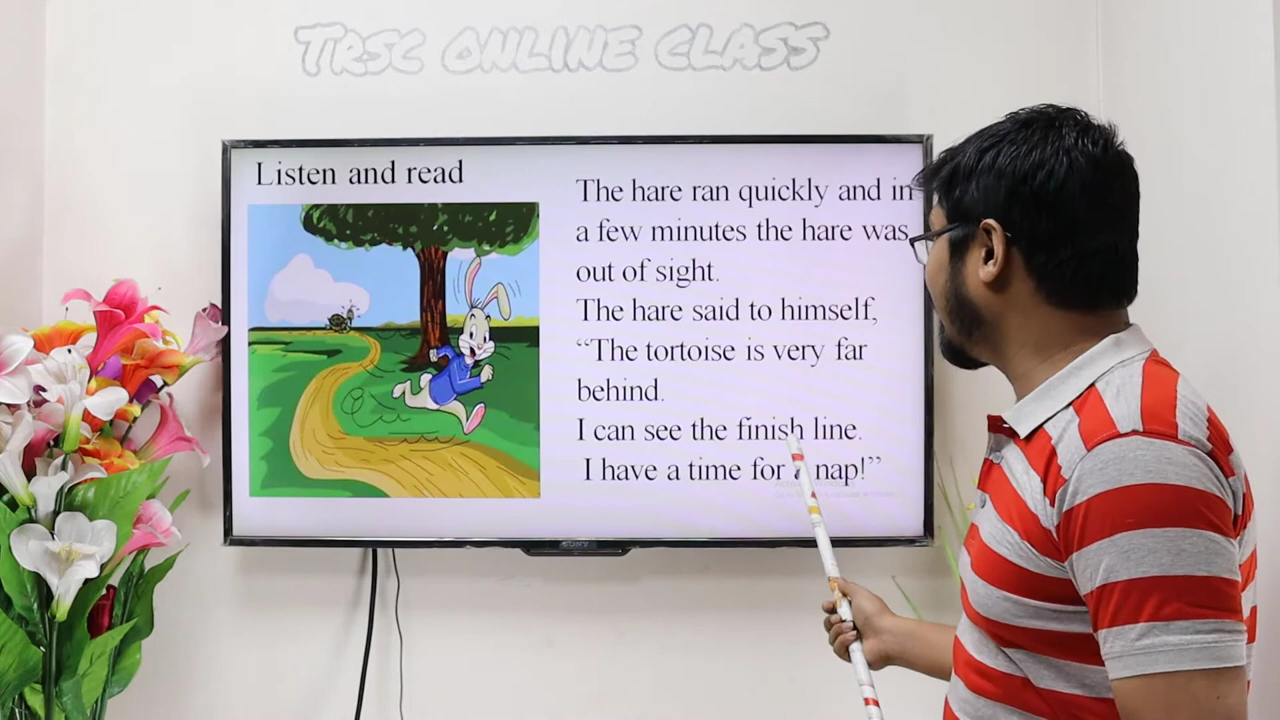 TRSC ONLINE CLASS
Listen and read
The hare ran quickly and in
a few minutes the hare was
out of sight.
The hare said to himself,
“The tortoise is very far
behind.
I can see the finish line.
I have a time for nap!”
SONY